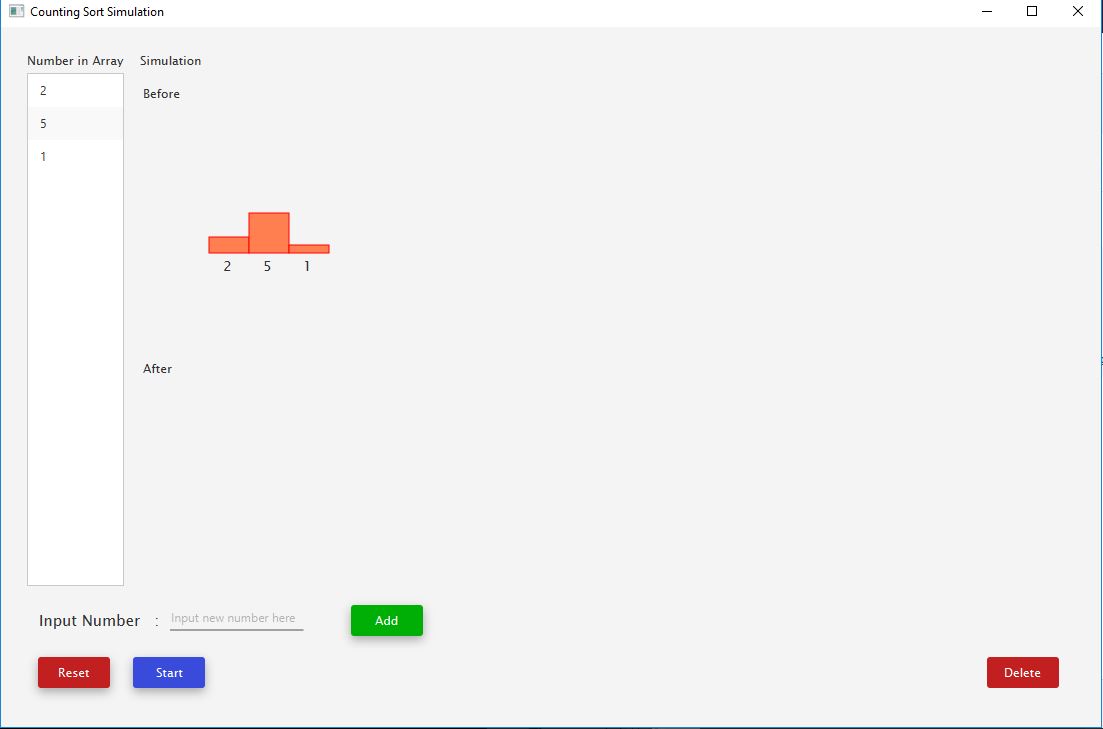 Counting Sort Simulation
Number in Array Simulation
2
Before
5
1
2 5 1
After
Input Number : Input new number here Add
Reset Start Delete